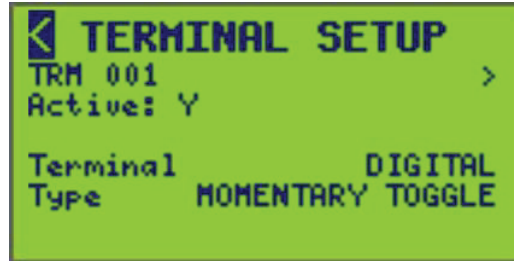 < TERMINAL SETUP
TRM 001 >
Active: Y
Terminal DIGITAL
Type MOMENTARY TOGGLE